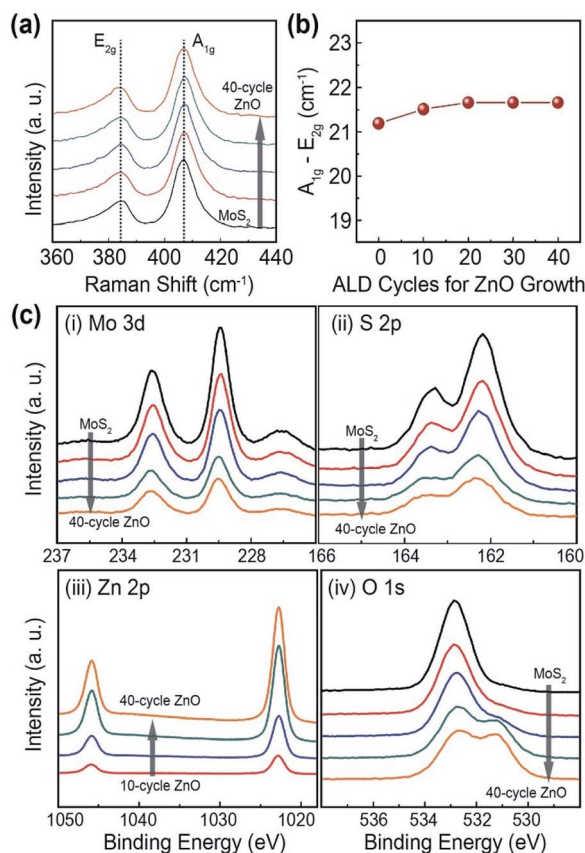 (a)
E2g
A1g
40-cycle
ZnO
MoS2
Intensity (a. u.)
360 380 400 420 440
Raman Shift (cm-1)
(b)
23
22
21
20
19
A1g - E2g (cm-1)
0 10 20 30 40
ALD Cycles for ZnO Growth
(c)
(i) Mo 3d
MoS2
40-cycle ZnO
Intensity (a. u.)
237 234 231 228 225
(ii) S 2p
MoS2
40-cycle ZnO
Intensity (a. u.)
166 164 162 160
(iii) Zn 2p
40-cycle ZnO
10-cycle ZnO
Intensity (a. u.)
1050 1040 1030 1020
Binding Energy (eV)
(iv) O 1s
MoS2
40-cycle ZnO
Intensity (a. u.)
536 534 532 530
Binding Energy (eV)